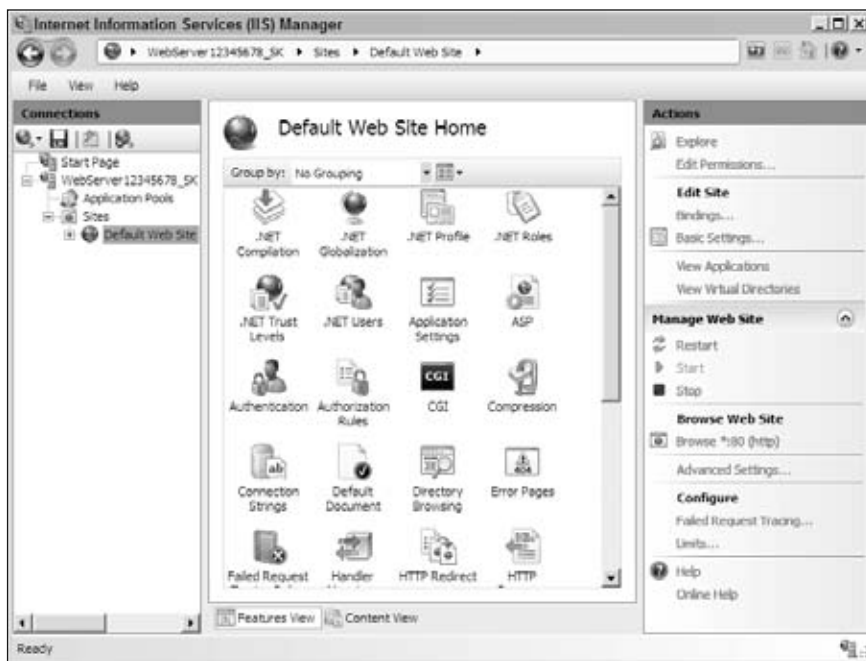 Internet Information Services (IIS) Manager
WebServer12345678_SK Sites Default Web Site
File View Help
Connections
Start Page
WebServer12345678_SK
Application Pools
Sites
Default Web Site
Default Web Site Home
Group by: No Grouping
.NET Compilation
.NET Globalization
.NET Profile
.NET Roles
.NET Trust Levels
.NET Users
Application Settings
ASP
Authentication
Authorization Rules
CGI
CGI
Compression
ab
Connection Strings
Default Document
Directory Browsing
404
Error Pages
Failed Request
Handler
HTTP Redirect
HTTP
Features View
Content View
Actions
Explore
Edit Permissions...
Edit Site
Bindings...
Basic Settings...
View Applications
View Virtual Directories
Manage Web Site
Restart
Start
Stop
Browse Web Site
Browse *:80 (http)
Advanced Settings...
Configure
Failed Request Tracing...
Limits...
Help
Online Help
Ready